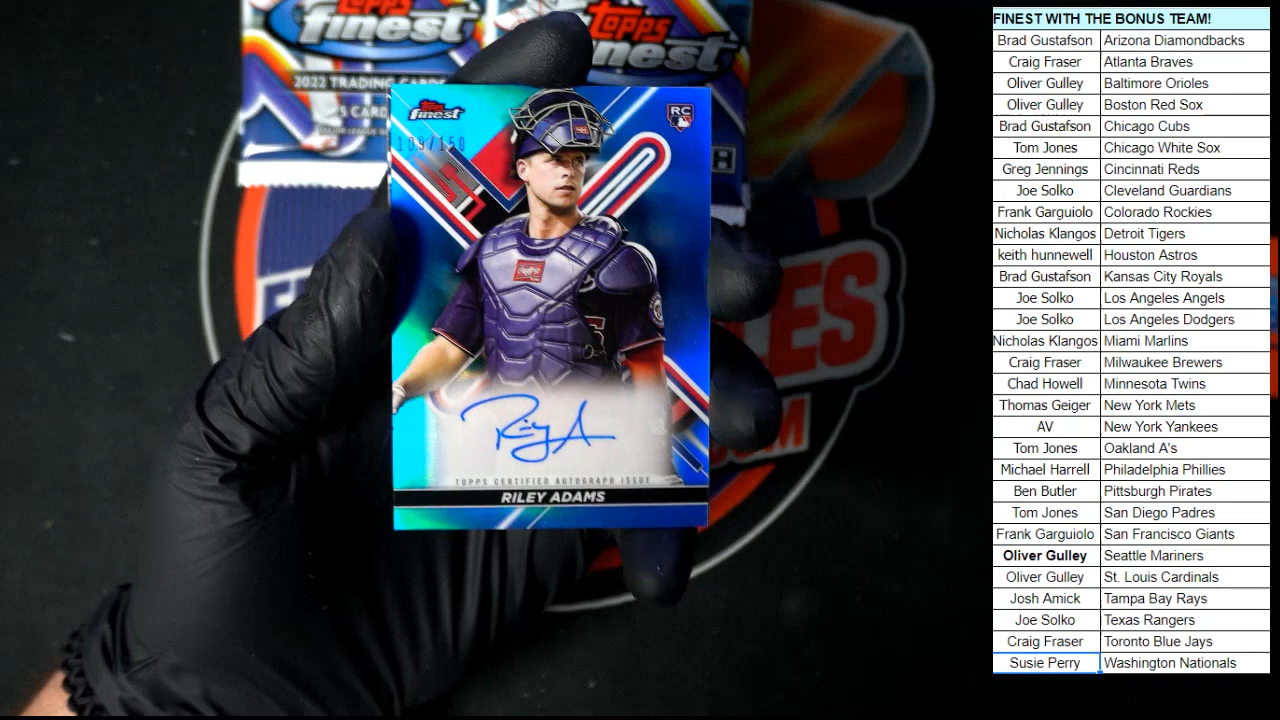 Topps
finest
Topps
finest
2022 TRADING CARDS
5 CARD
Topps
finest
RC
109/150
TOPPS CERTIFIED AUTOGRAPH ISSUE
RILEY ADAMS
LES
COM
FINEST WITH THE BONUS TEAM!
Brad Gustafson Arizona Diamondbacks
Craig Fraser Atlanta Braves
Oliver Gulley Baltimore Orioles
Oliver Gulley Boston Red Sox
Brad Gustafson Chicago Cubs
Tom Jones Chicago White Sox
Greg Jennings Cincinnati Reds
Joe Solko Cleveland Guardians
Frank Garguiolo Colorado Rockies
Nicholas Klangos Detroit Tigers
keith hunnewell Houston Astros
Brad Gustafson Kansas City Royals
Joe Solko Los Angeles Angels
Joe Solko Los Angeles Dodgers
Nicholas Klangos Miami Marlins
Craig Fraser Milwaukee Brewers
Chad Howell Minnesota Twins
Thomas Geiger New York Mets
AV New York Yankees
Tom Jones Oakland A's
Michael Harrell Philadelphia Phillies
Ben Butler Pittsburgh Pirates
Tom Jones San Diego Padres
Frank Garguiolo San Francisco Giants
Oliver Gulley Seattle Mariners
Oliver Gulley St. Louis Cardinals
Josh Amick Tampa Bay Rays
Joe Solko Texas Rangers
Craig Fraser Toronto Blue Jays
Susie Perry Washington Nationals